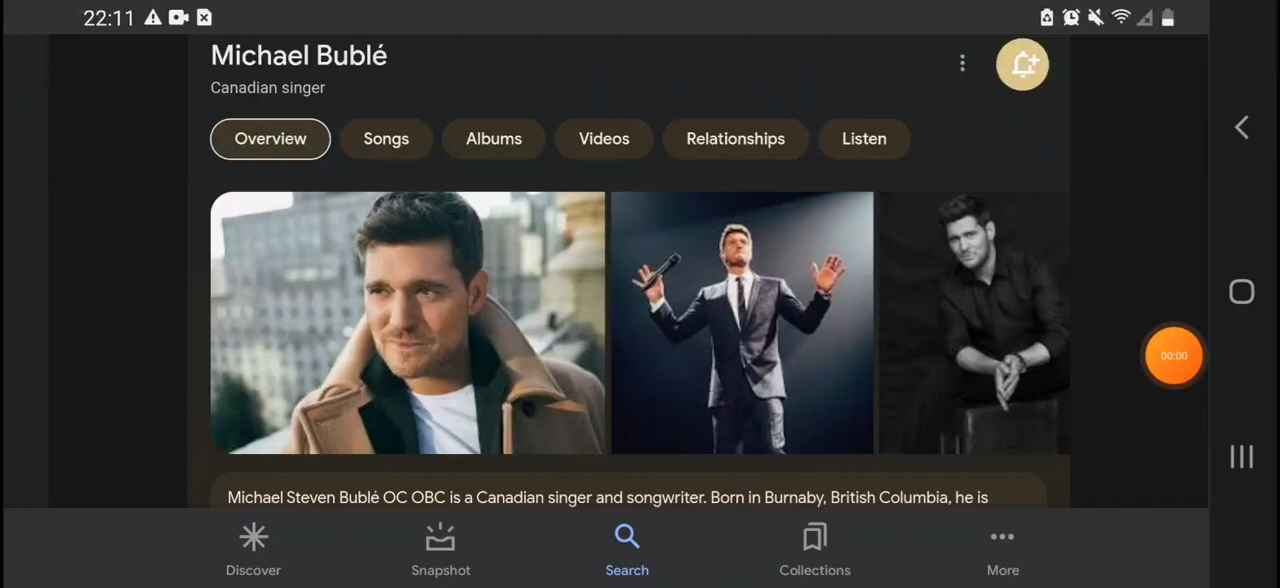 22:11
Michael Bublé
Canadian singer
Overview Songs Albums Videos Relationships Listen
00:00
Michael Steven Bublé OC OBC is a Canadian singer and songwriter. Born in Burnaby, British Columbia, he is
Discover Snapshot Search Collections More